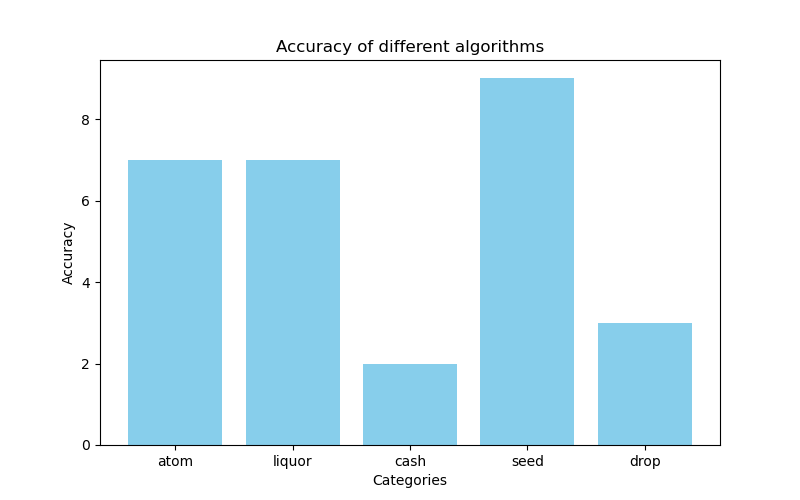 Accuracy of different algorithms
Accuracy
8
6
4
2
0
atom liquor cash seed drop
Categories